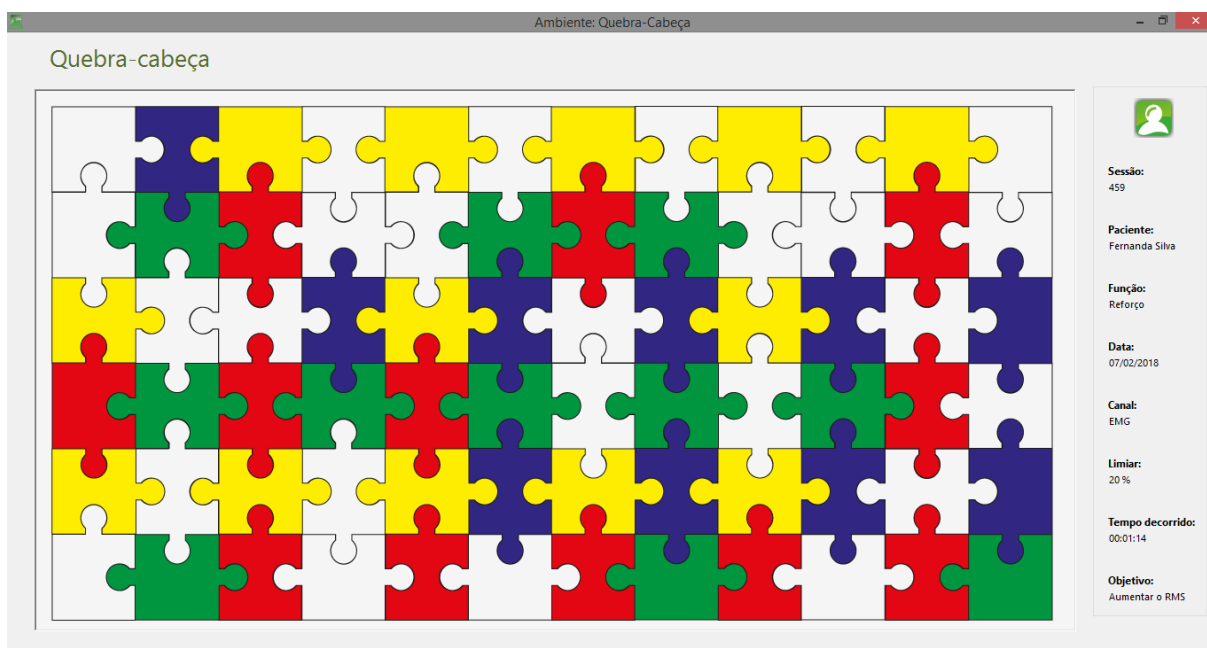 Ambiente: Quebra-Cabeça
Quebra-cabeça
Sessão:
459
Paciente:
Fernanda Silva
Função:
Reforço
Data:
07/02/2018
Canal:
EMG
Limiar:
20 %
Tempo decorrido:
00:01:14
Objetivo:
Aumentar o RMS